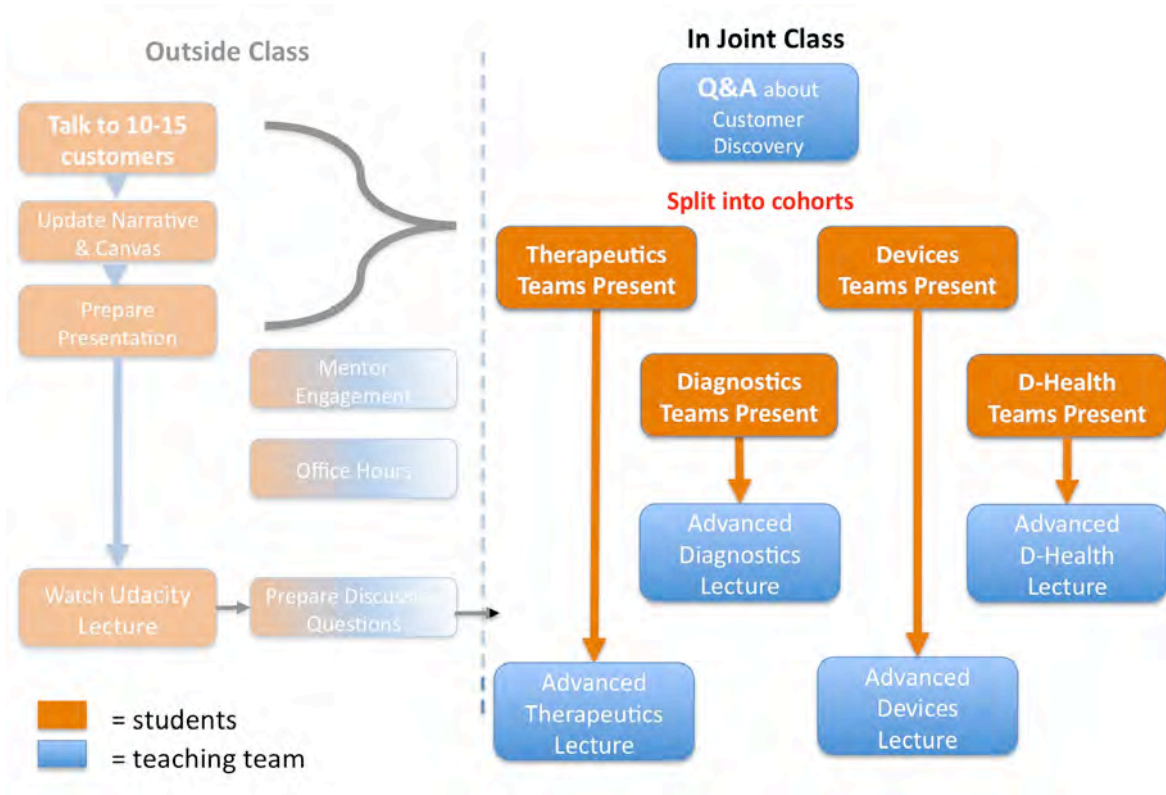 Outside Class
Talk to 10-15
customers
Update Narrative
& Canvas
Prepare
Presentation
Mentor
Engagement
Office Hours
Watch Udacity
Lecture
Prepare Discussion
Questions
In Joint Class
Q&A about
Customer
Discovery
Split into cohorts
Therapeutics
Teams Present
Devices
Teams Present
Diagnostics
Teams Present
D-Health
Teams Present
Advanced
Diagnostics
Lecture
Advanced
D-Health
Lecture
Advanced
Therapeutics
Lecture
Advanced
Devices
Lecture
= students
= teaching team